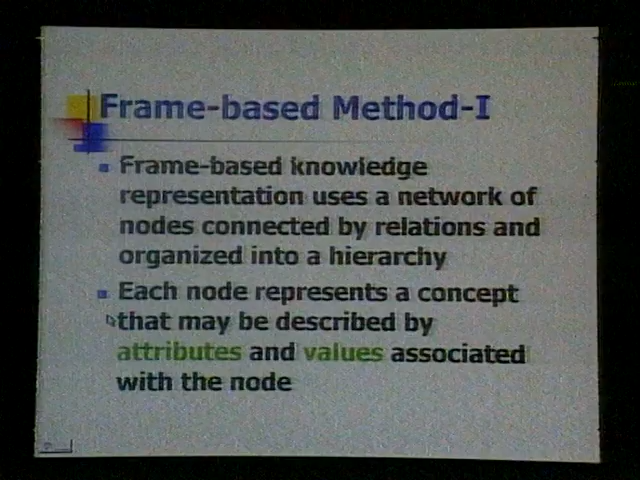 Frame-based Method-I
Frame-based knowledge
representation uses a network of
nodes connected by relations and
organized into a hierarchy
Each node represents a concept
that may be described by
attributes and values associated
with the node